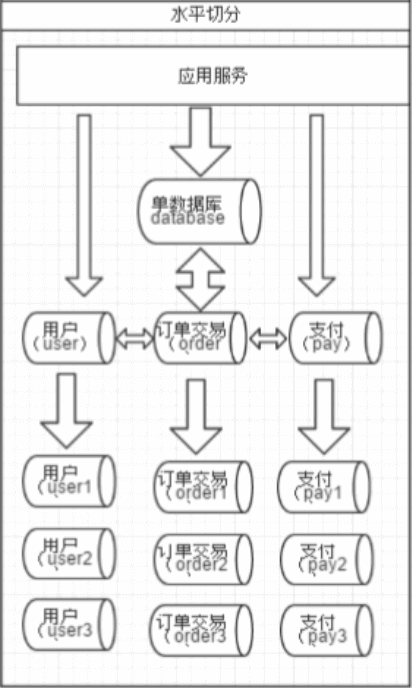 水平切分
应用服务
单数据库
database
用户
（user）
订单交易
（order
支付
（pay）
用户
（user1
订单交易
（order1
支付
（pay1
用户
（user2
订单交易
（order2
支付
（pay2
用户
（user3
订单交易
（order3
支付
（pay3